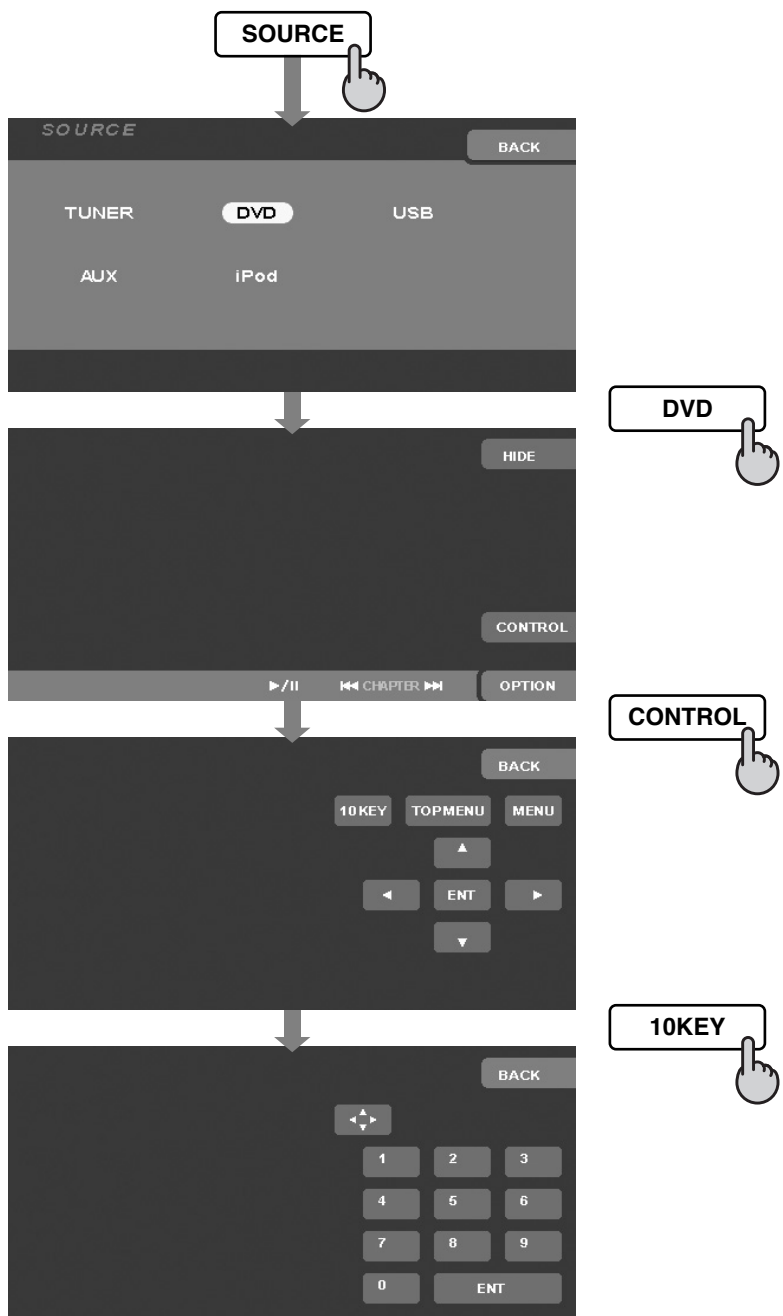 SOURCE
SOURCE
BACK
TUNER DVD USB
AUX iPod
DVD
HIDE
CONTROL
►/II ⏮ CHAPTER ⏭ OPTION
CONTROL
BACK
10KEY TOPMENU MENU
▲
◄ ENT ►
▼
10KEY
BACK
1 2 3
4 5 6
7 8 9
0 ENT